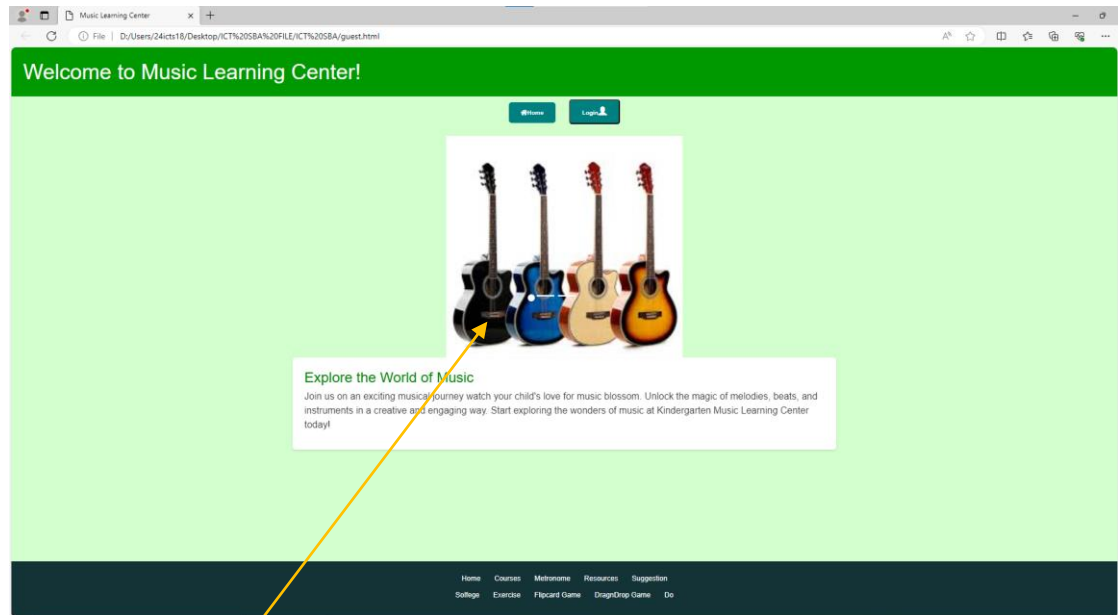 Music Learning Center
File | D:/Users/24icts18/Desktop/ICT%20SBA%20FILE/ICT%20SBA/guest.html
Welcome to Music Learning Center!
Home Login
Explore the World of Music
Join us on an exciting musical journey watch your child's love for music blossom. Unlock the magic of melodies, beats, and
instruments in a creative and engaging way. Start exploring the wonders of music at Kindergarten Music Learning Center
today!
Home Courses Metronome Resources Suggestion
Solfege Exercise Flipcard Game DragnDrop Game Do